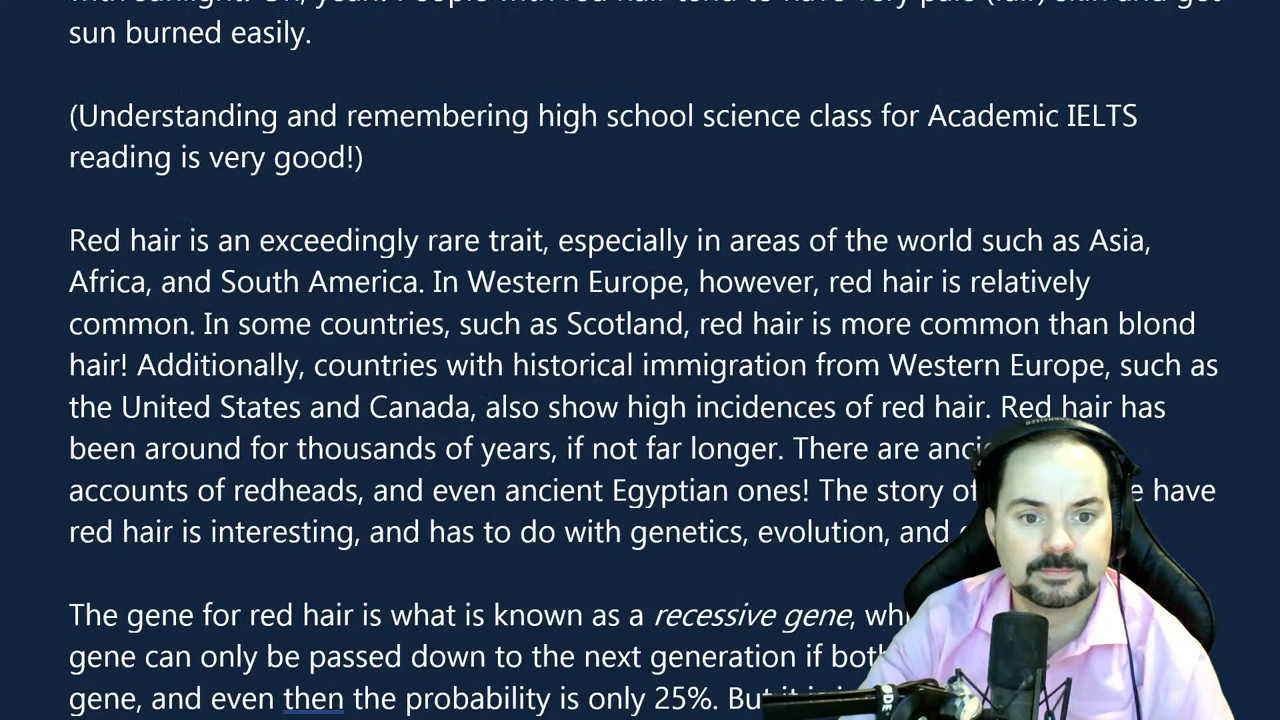 sun burned easily.
(Understanding and remembering high school science class for Academic IELTS
reading is very good!)
Red hair is an exceedingly rare trait, especially in areas of the world such as Asia,
Africa, and South America. In Western Europe, however, red hair is relatively
common. In some countries, such as Scotland, red hair is more common than blond
hair! Additionally, countries with historical immigration from Western Europe, such as
the United States and Canada, also show high incidences of red hair. Red hair has
been around for thousands of years, if not far longer. There are
accounts of redheads, and even ancient Egyptian ones! The story of have
red hair is interesting, and has to do with genetics, evolution, and
The gene for red hair is what is known as a recessive gene,
gene can only be passed down to the next generation if
gene, and even then the probability is only 25%. But it